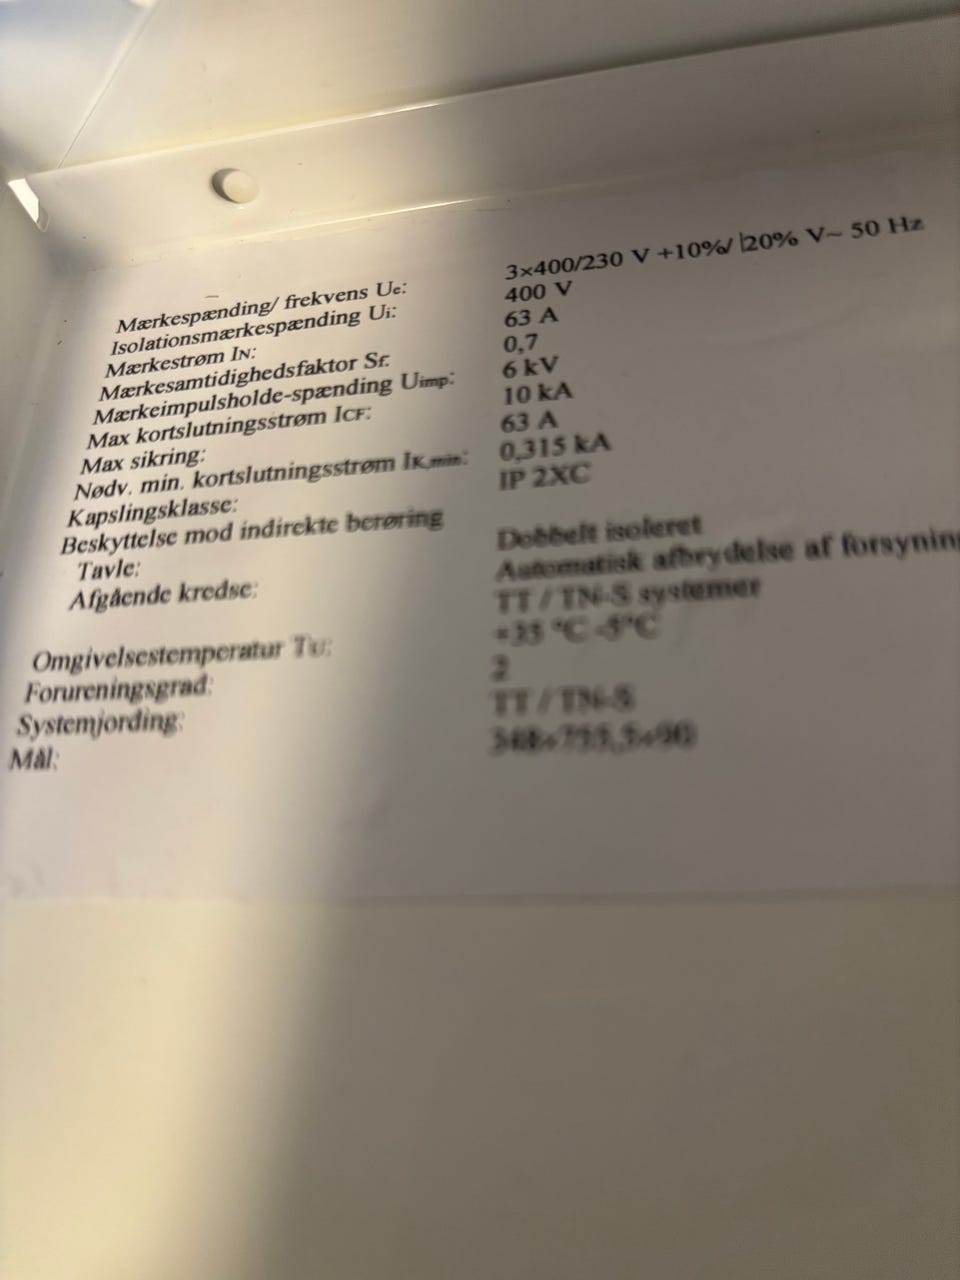 Mærkespænding/ frekvens Ue: 3×400/230 V +10%/ |20% V~ 50 Hz
Isolationsmærkespænding Ui: 400 V
Mærkestrøm IN: 63 A
Mærkesamtidighedsfaktor Sf. 0,7
Mærkeimpulsholde-spænding Uimp: 6 kV
Max kortslutningsstrøm ICF: 10 kA
Max sikring: 63 A
Nødv. min. kortslutningsstrøm IK,min: 0,315 kA
Kapslingsklasse: IP 2XC
Beskyttelse mod indirekte berøring
Tavle: Dobbelt isoleret
Afgående kredse: Automatisk afbrydelse af forsynin
TT / TN-S systemer
Omgivelsestemperatur TU: +35 °C -5°C
Forureningsgrad: 2
Systemjording: TT / TN-S
Mål: